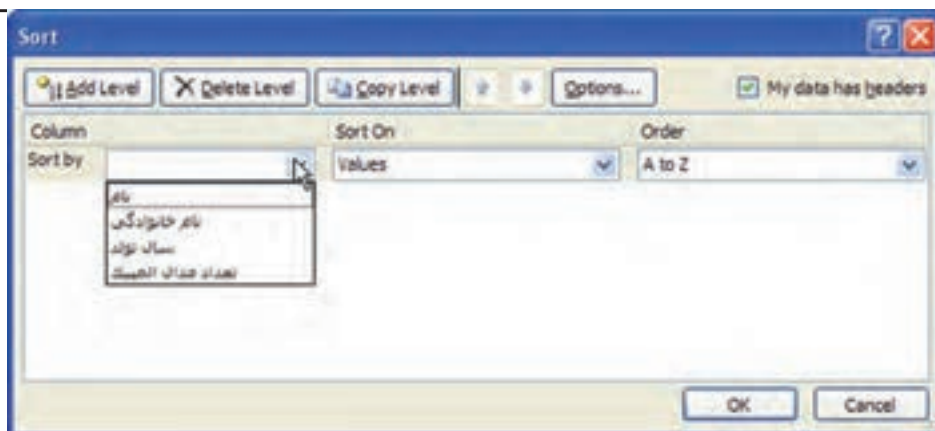 Sort
Add Level Delete Level Copy Level Options... My data has headers
Column Sort On Order
Sort by Values A to Z
نام
نام خانوادگی
سال تولد
تعداد مدال المپیک
OK Cancel